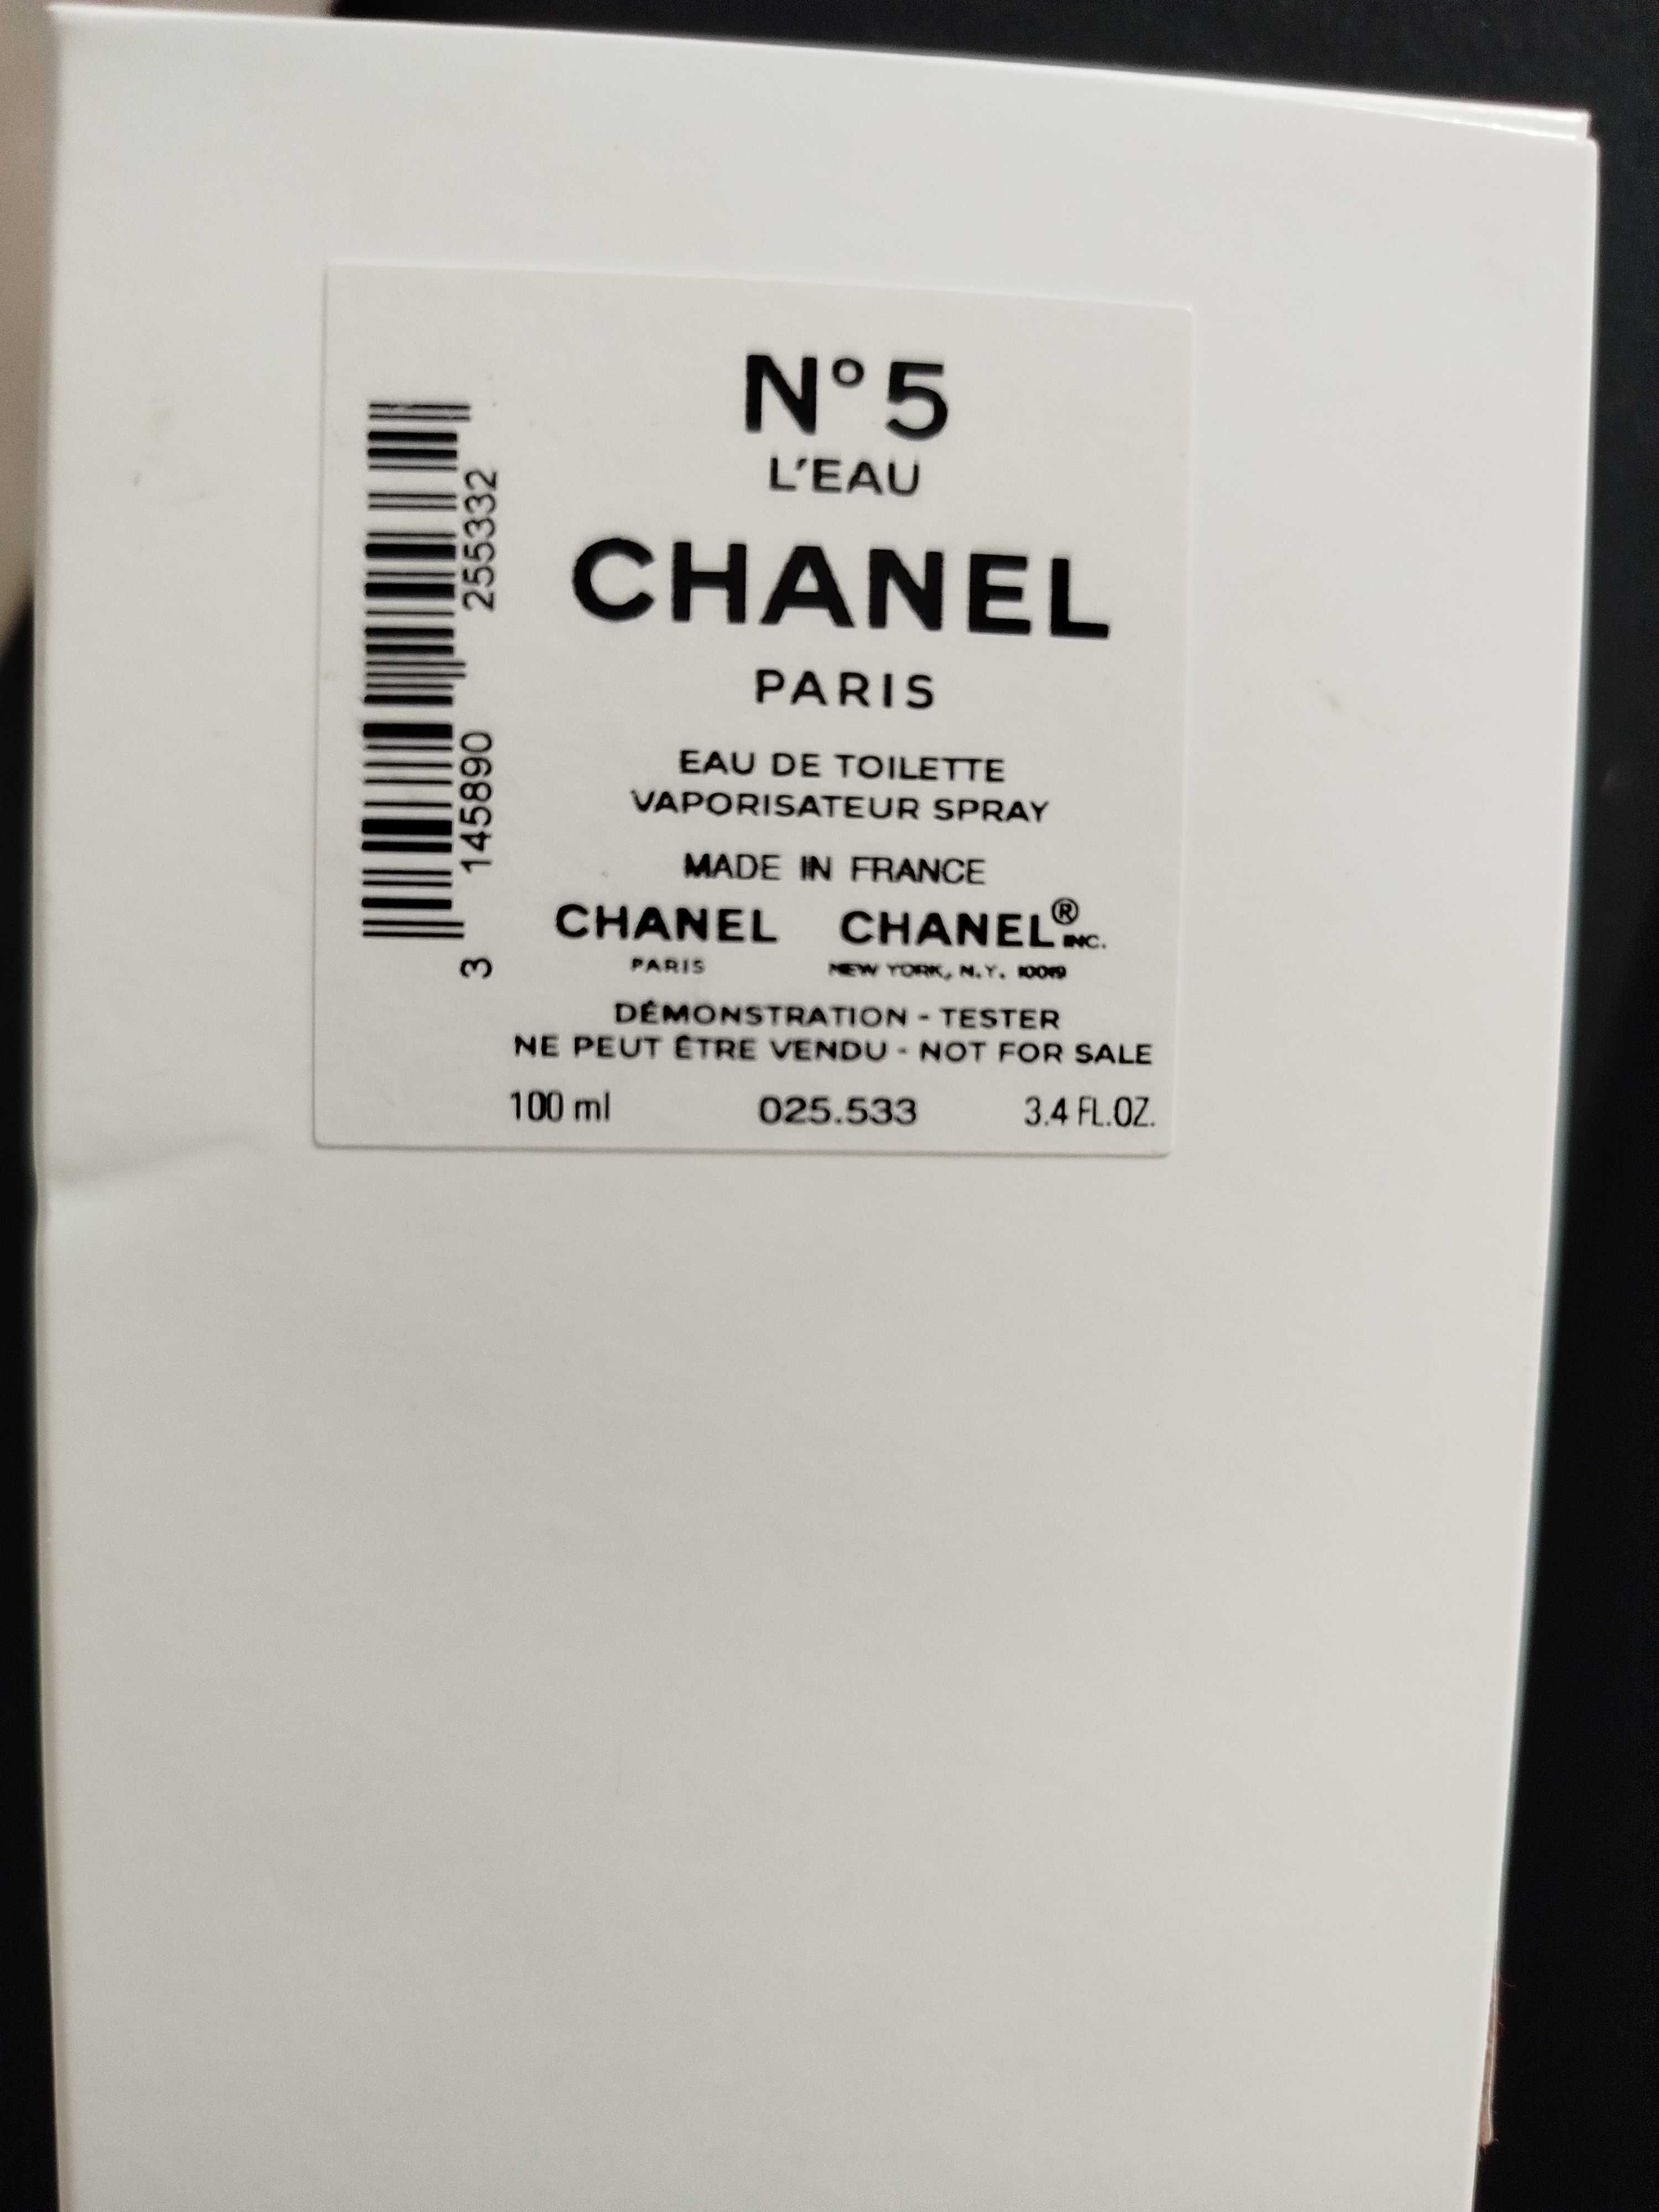 N°5
L'EAU
CHANEL
PARIS
EAU DE TOILETTE
VAPORISATEUR SPRAY
MADE IN FRANCE
CHANEL CHANEL® INC.
PARIS NEW YORK, N.Y. 10019
DÉMONSTRATION - TESTER
NE PEUT ÊTRE VENDU - NOT FOR SALE
100 ml 025.533 3.4 FL.OZ.
3 145890 255332